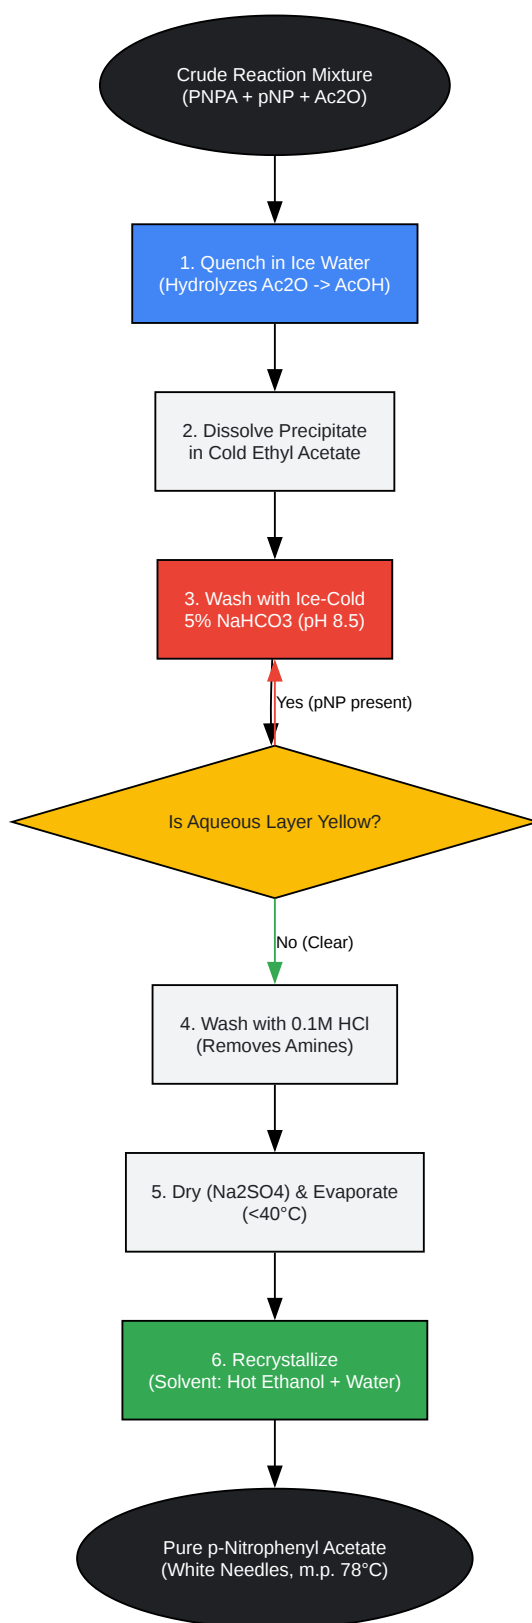 Crude Reaction Mixture
(PNPA + pNP + Ac2O)
1. Quench in Ice Water
(Hydrolyzes Ac2O -> AcOH)
2. Dissolve Precipitate
in Cold Ethyl Acetate
3. Wash with Ice-Cold
5% NaHCO3 (pH 8.5)
Yes (pNP present)
Is Aqueous Layer Yellow?
No (Clear)
4. Wash with 0.1M HCl
(Removes Amines)
5. Dry (Na2SO4) & Evaporate
(<40°C)
6. Recrystallize
(Solvent: Hot Ethanol + Water)
Pure p-Nitrophenyl Acetate
(White Needles, m.p. 78°C)